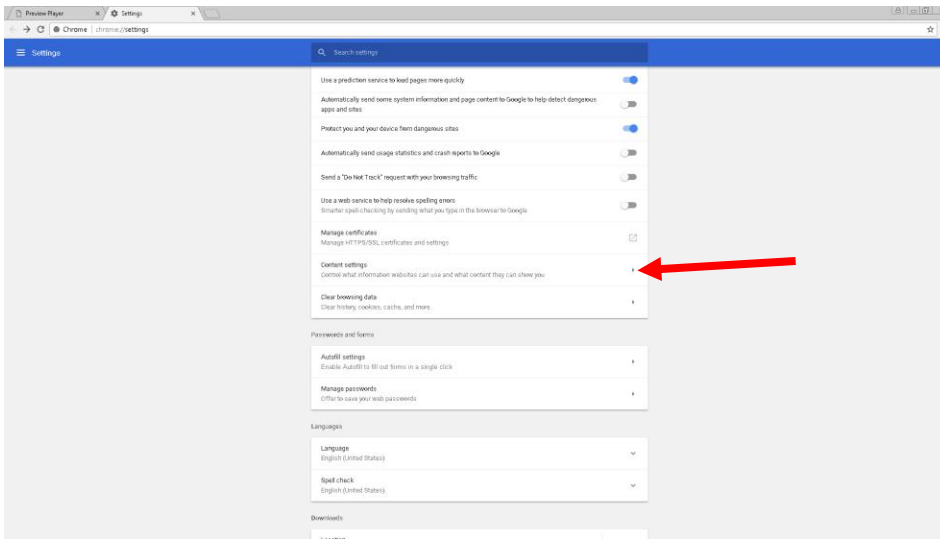 Preview Player
Settings
Chrome | chrome://settings
Settings
Search settings
Use a prediction service to load pages more quickly
Automatically send some system information and page content to Google to help detect dangerous
apps and sites
Protect you and your device from dangerous sites
Automatically send usage statistics and crash reports to Google
Send a "Do Not Track" request with your browsing traffic
Use a web service to help resolve spelling errors
Smarter spell-checking by sending what you type in the browser to Google
Manage certificates
Manage HTTPS/SSL certificates and settings
Content settings
Control what information websites can use and what content they can show you
Clear browsing data
Clear history, cookies, cache, and more
Passwords and forms
Autofill settings
Enable Autofill to fill out forms in a single click
Manage passwords
Offer to save your web passwords
Languages
Language
English (United States)
Spell check
English (United States)
Downloads
Location